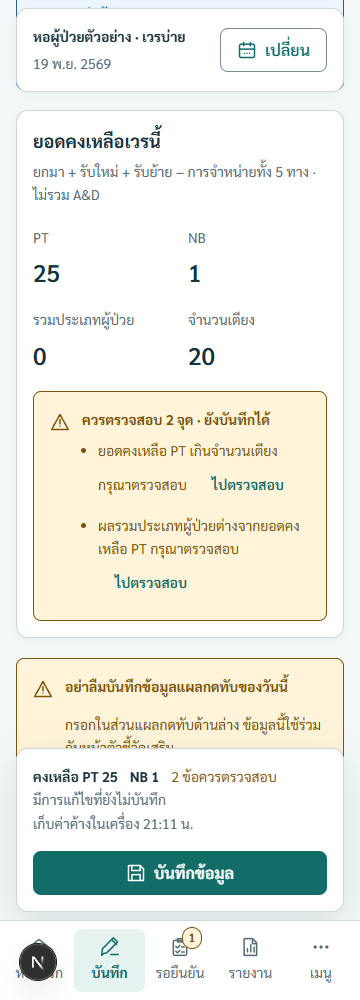 หอผู้ป่วยตัวอย่าง · เวรบ่าย
19 พ.ย. 2569
เปลี่ยน
ยอดคงเหลือเวรนี้
ยกมา + รับใหม่ + รับย้าย − การจำหน่ายทั้ง 5 ทาง ·
ไม่รวม A&D
PT
NB
25
1
รวมประเภทผู้ป่วย
จำนวนเตียง
0
20
ควรตรวจสอบ 2 จุด · ยังบันทึกได้
ยอดคงเหลือ PT เกินจำนวนเตียง
กรุณาตรวจสอบ
ไปตรวจสอบ
ผลรวมประเภทผู้ป่วยต่างจากยอดคง
เหลือ PT กรุณาตรวจสอบ
ไปตรวจสอบ
อย่าลืมบันทึกข้อมูลแผลกดทับของวันนี้
กรอกในส่วนแผลกดทับด้านล่าง ข้อมูลนี้ใช้ร่วม
คงเหลือ PT 25 NB 1 2 ข้อควรตรวจสอบ
มีการแก้ไขที่ยังไม่บันทึก
เก็บค่าค้างในเครื่อง 21:11 น.
บันทึกข้อมูล
1
N
บันทึก
รอยืนยัน
รายงาน
เมนู